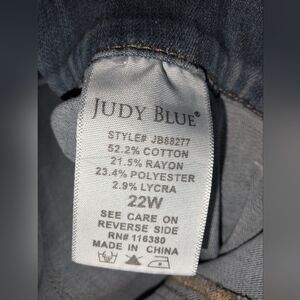 JUDY BLUE®
STYLE# JB88277
52.2% COTTON
21.5% RAYON
23.4% POLYESTER
2.9% LYCRA
22W
SEE CARE ON
REVERSE SIDE
RN# 116380
MADE IN CHINA